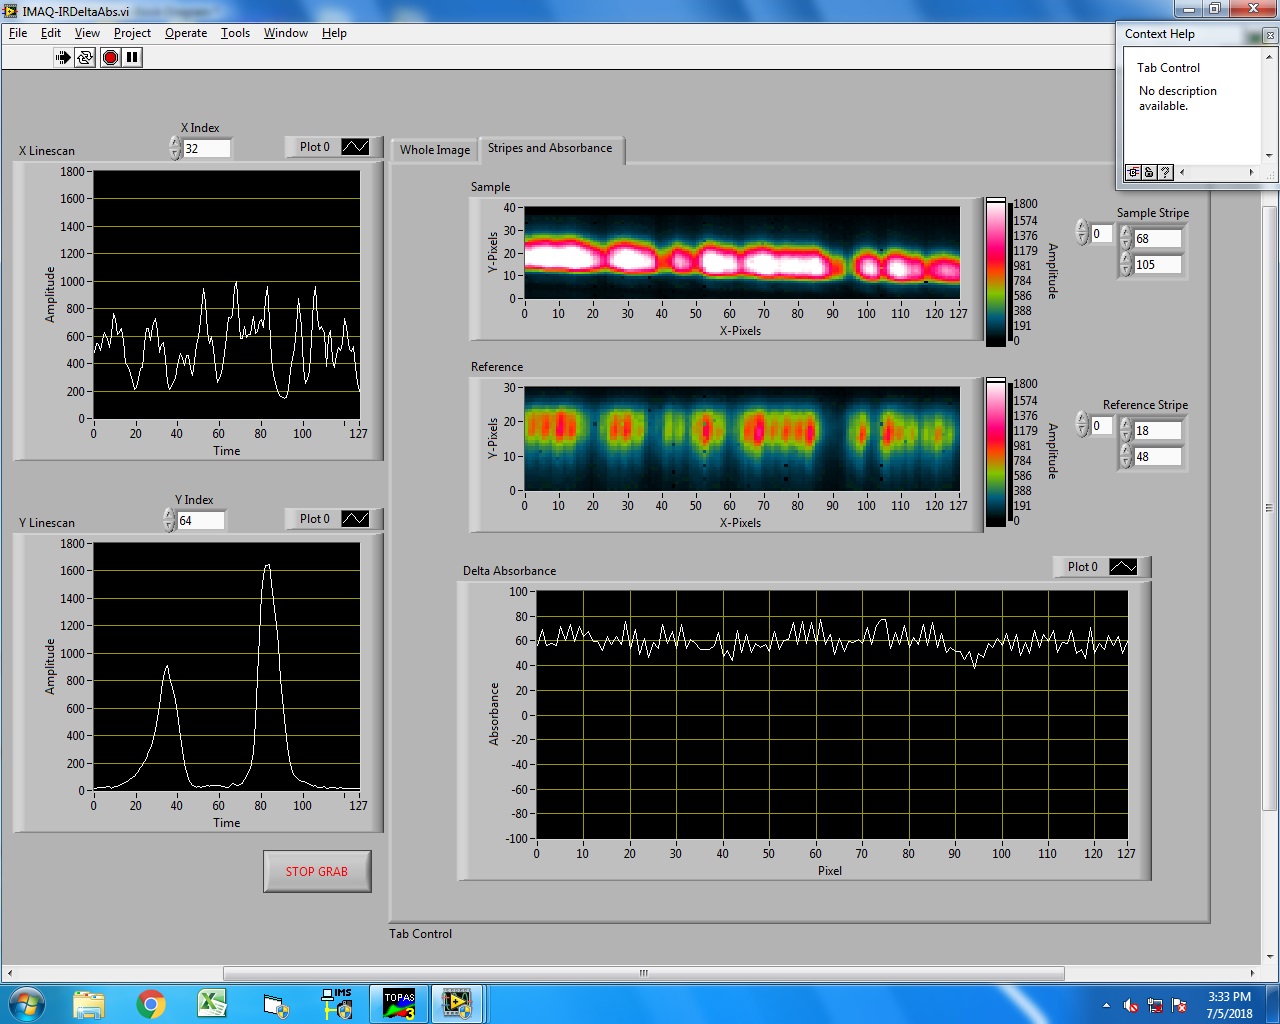 IMAQ-IRDeltaAbs.vi
File Edit View Project Operate Tools Window Help
Context Help
Tab Control
No description
available.
X Index
32
X Linescan
Plot 0
1800
1600
1400
1200
1000
800
600
400
200
0
Amplitude
0 20 40 60 80 100 127
Time
Y Index
64
Y Linescan
Plot 0
1800
1600
1400
1200
1000
800
600
400
200
0
Amplitude
0 20 40 60 80 100 127
Time
STOP GRAB
Whole Image
Stripes and Absorbance
Sample
40
30
20
10
0
Y-Pixels
0 10 20 30 40 50 60 70 80 90 100 110 120 127
X-Pixels
1800
1574
1376
1179
981
784
586
388
191
0
Amplitude
Sample Stripe
0
68
105
Reference
30
20
10
0
Y-Pixels
0 10 20 30 40 50 60 70 80 90 100 110 120 127
X-Pixels
1800
1574
1376
1179
981
784
586
388
191
0
Amplitude
Reference Stripe
0
18
48
Delta Absorbance
Plot 0
100
80
60
40
20
0
-20
-40
-60
-80
-100
Absorbance
0 10 20 30 40 50 60 70 80 90 100 110 120 127
Pixel
Tab Control
IMS
TOPAS
3
3:33 PM
7/5/2018